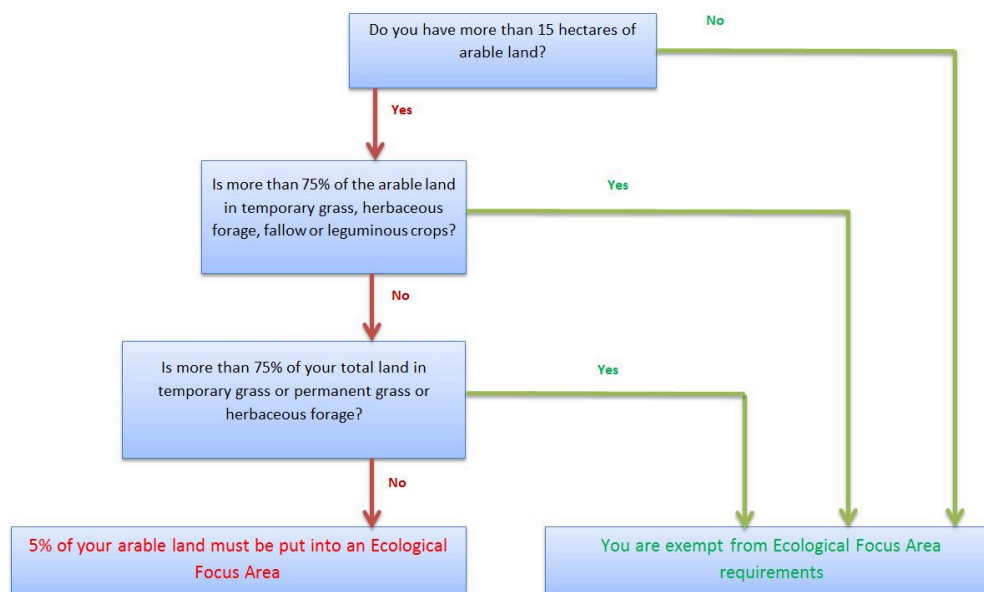 Do you have more than 15 hectares of
arable land?
No
Yes
Is more than 75% of the arable land
in temporary grass, herbaceous
forage, fallow or leguminous crops?
Yes
No
Is more than 75% of your total land in
temporary grass or permanent grass or
herbaceous forage?
Yes
No
5% of your arable land must be put into an Ecological
Focus Area
You are exempt from Ecological Focus Area
requirements